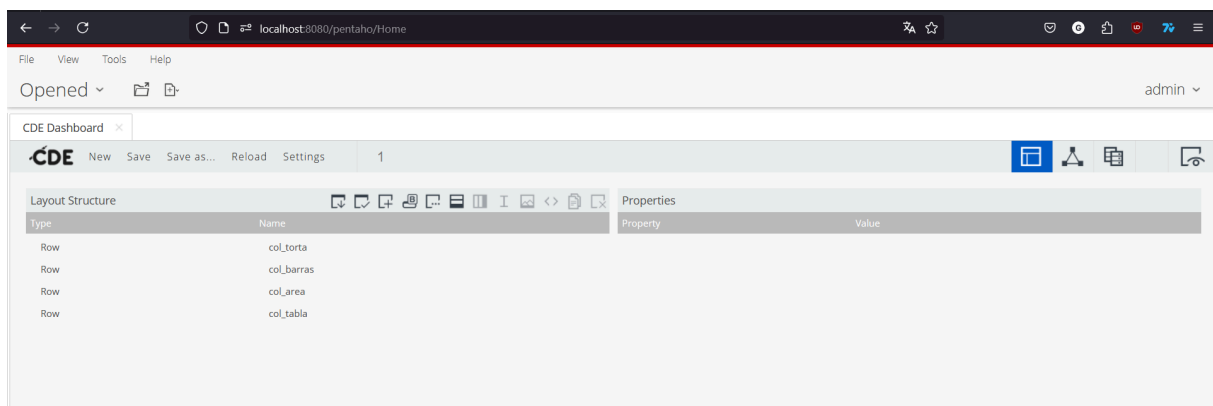 localhost:8080/pentaho/Home
File View Tools Help
Opened
admin
CDE Dashboard
CDE New Save Save as... Reload Settings 1
Layout Structure
Properties
Type Name
Property Value
Row col_torta
Row col_barras
Row col_area
Row col_tabla